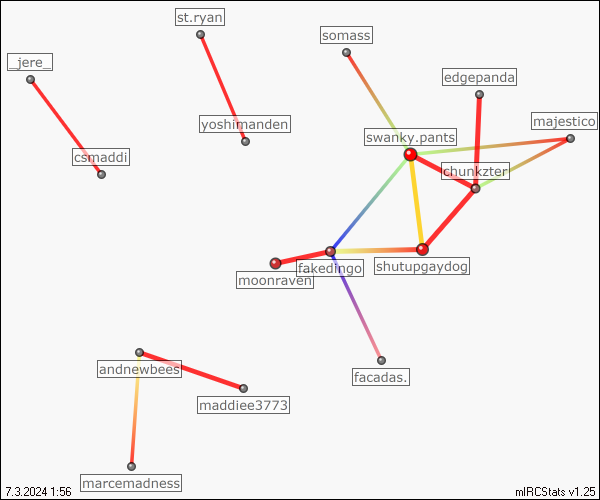 st.ryan
somass
_jere_
edgepanda
majestico
yoshimanden
swanky.pants
csmaddi
chunkzter
shutupgaydog
fakedingo
moonraven
andnewbees
facadas.
maddiee3773
marcemadness
7.3.2024 1:56
mIRCStats v1.25